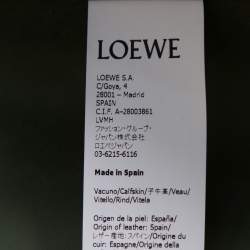 LOEWE
LOEWE S.A.
C/Goya, 4
28001 – Madrid
SPAIN
C.I.F. A-28003861
LVMH
ファッション・グループ・
ジャパン株式会社
ロエベジャパン
03-6215-6116
Made in Spain
Vacuno/Calfskin/子牛革/Veau/
Vitello/Rind/Vitela
Origen de la piel: España/
Origin of leather: Spain/
レザー産地: スペイン/Origine du
cuir: Espagne/Origine della